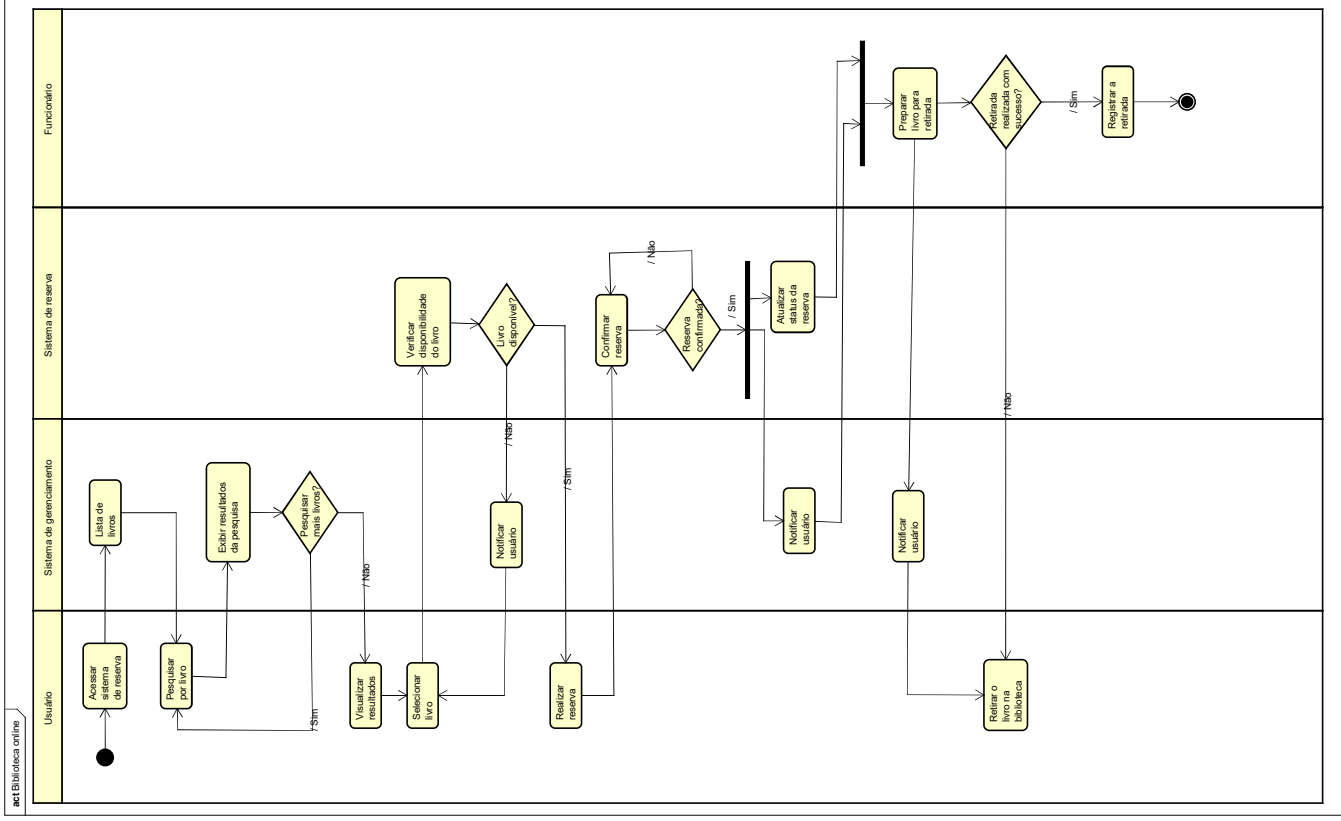 act Biblioteca online
Usuário
Sistema de gerenciamento
Sistema de reserva
Funcionário
Acessar
sistema
de reserva
Lista de
livros
Pesquisar
por livro
Exibir resultados
da pesquisa
Pesquisar
mais livros?
/ Sim
/ Não
Visualizar
resultados
Selecionar
livro
Verificar
disponibilidade
do livro
Livro
disponível?
/ Não
Notificar
usuário
/ Sim
Realizar
reserva
Confirmar
reserva
Reserva
confirmada?
/ Não
/ Sim
Atualizar
status da
reserva
Notificar
usuário
Preparar
livro para
retirada
Notificar
usuário
Retirar o
livro na
biblioteca
Retirada
realizada com
sucesso?
/ Não
/ Sim
Registrar a
retirada